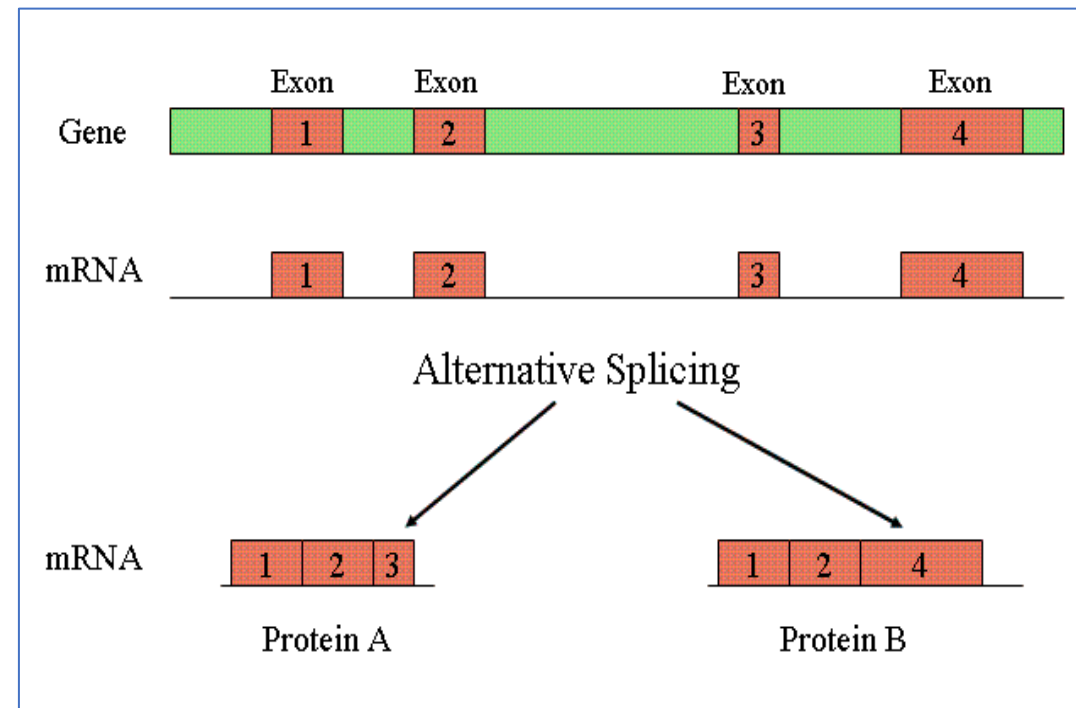 Exon Exon Exon Exon
Gene 1 2 3 4
mRNA 1 2 3 4
Alternative Splicing
mRNA 1 2 3 1 2 4
Protein A Protein B